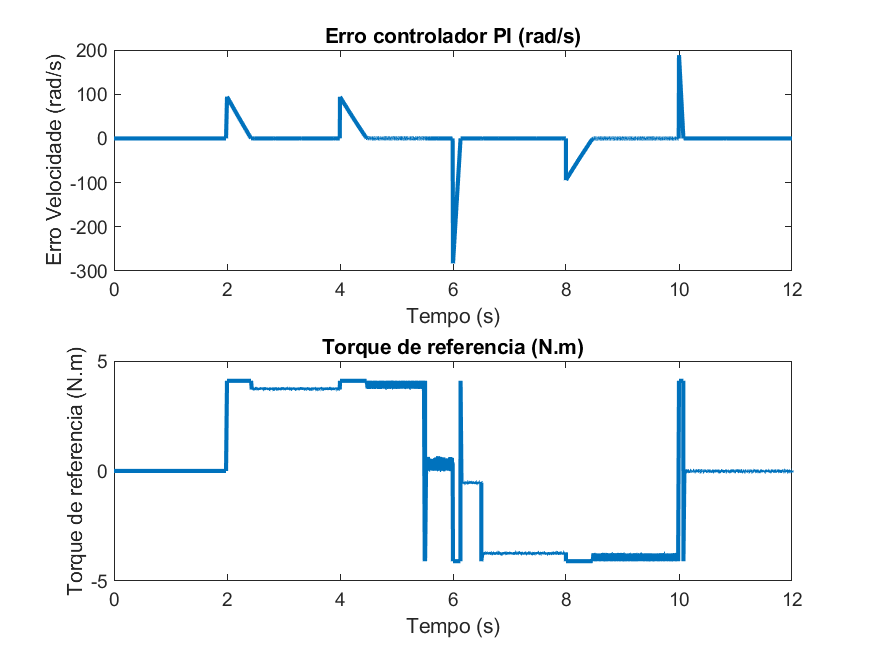 Erro controlador PI (rad/s)
Erro Velocidade (rad/s)
200
100
0
-100
-200
-300
0 2 4 6 8 10 12
Tempo (s)
Torque de referencia (N.m)
Torque de referencia (N.m)
5
0
-5
0 2 4 6 8 10 12
Tempo (s)